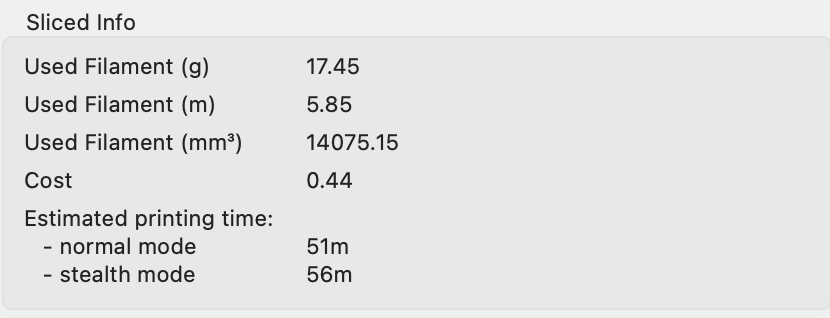 Sliced Info
Used Filament (g) 17.45
Used Filament (m) 5.85
Used Filament (mm³) 14075.15
Cost 0.44
Estimated printing time:
- normal mode 51m
- stealth mode 56m